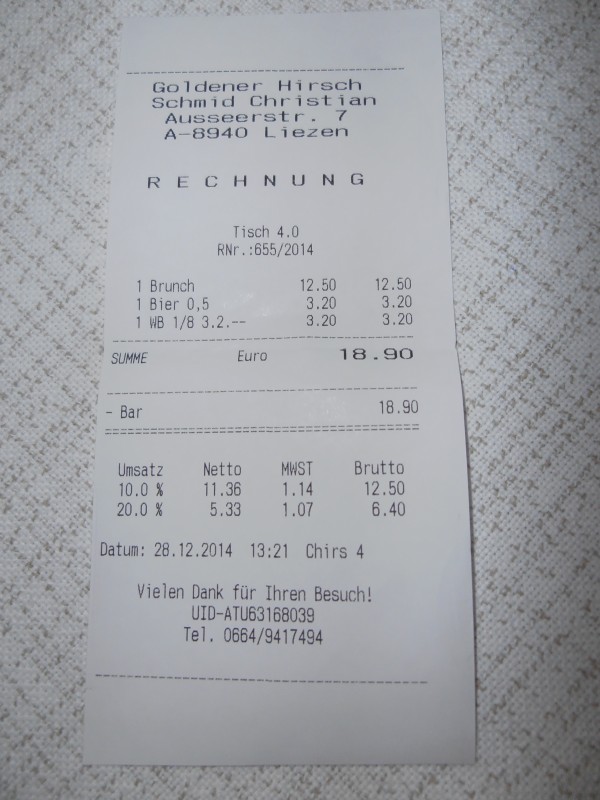 Goldener Hirsch
Schmid Christian
Ausseerstr. 7
A-8940 Liezen
RECHNUNG
Tisch 4.0
RNr.:655/2014
1 Brunch 12.50 12.50
1 Bier 0,5 3.20 3.20
1 WB 1/8 3.2.-- 3.20 3.20
SUMME Euro 18.90
- Bar 18.90
Umsatz Netto MWST Brutto
10.0 % 11.36 1.14 12.50
20.0 % 5.33 1.07 6.40
Datum: 28.12.2014 13:21 Chirs 4
Vielen Dank für Ihren Besuch!
UID-ATU63168039
Tel. 0664/9417494